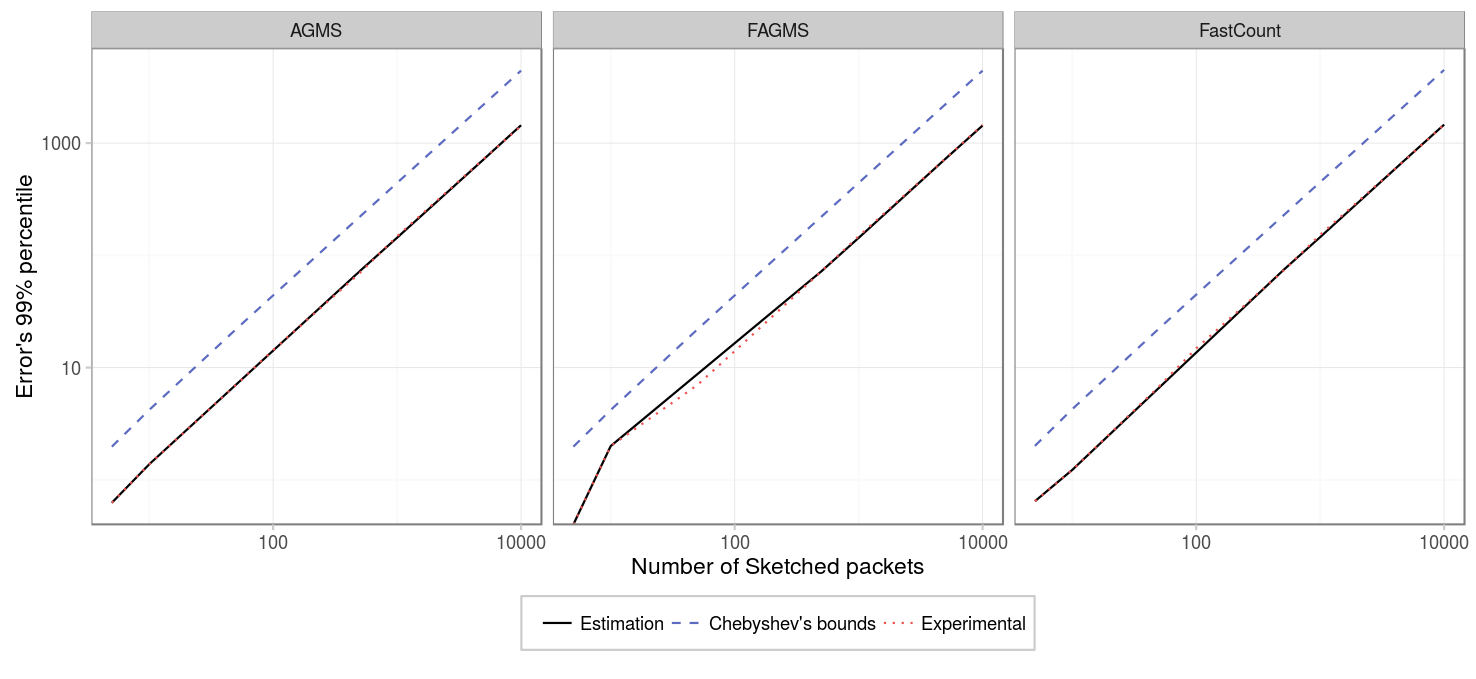 AGMS
FAGMS
FastCount
Error's 99% percentile
1000
10
100
10000
100
10000
100
10000
Number of Sketched packets
Estimation
Chebyshev's bounds
Experimental